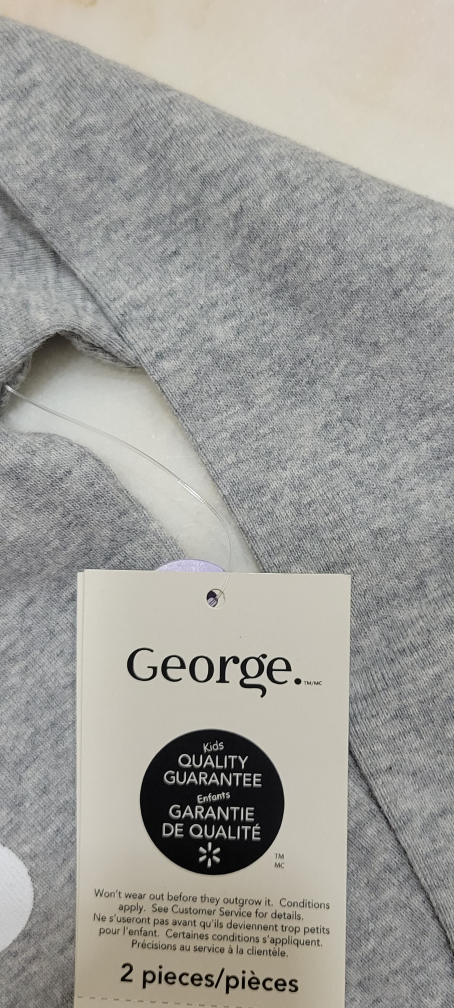 George.™/MC
Kids
QUALITY
GUARANTEE
Enfants
GARANTIE
DE QUALITÉ
TM
MC
Won't wear out before they outgrow it. Conditions
apply. See Customer Service for details.
Ne s'useront pas avant qu'ils deviennent trop petits
pour l'enfant. Certaines conditions s'appliquent.
Précisions au service à la clientèle.
2 pieces/pièces